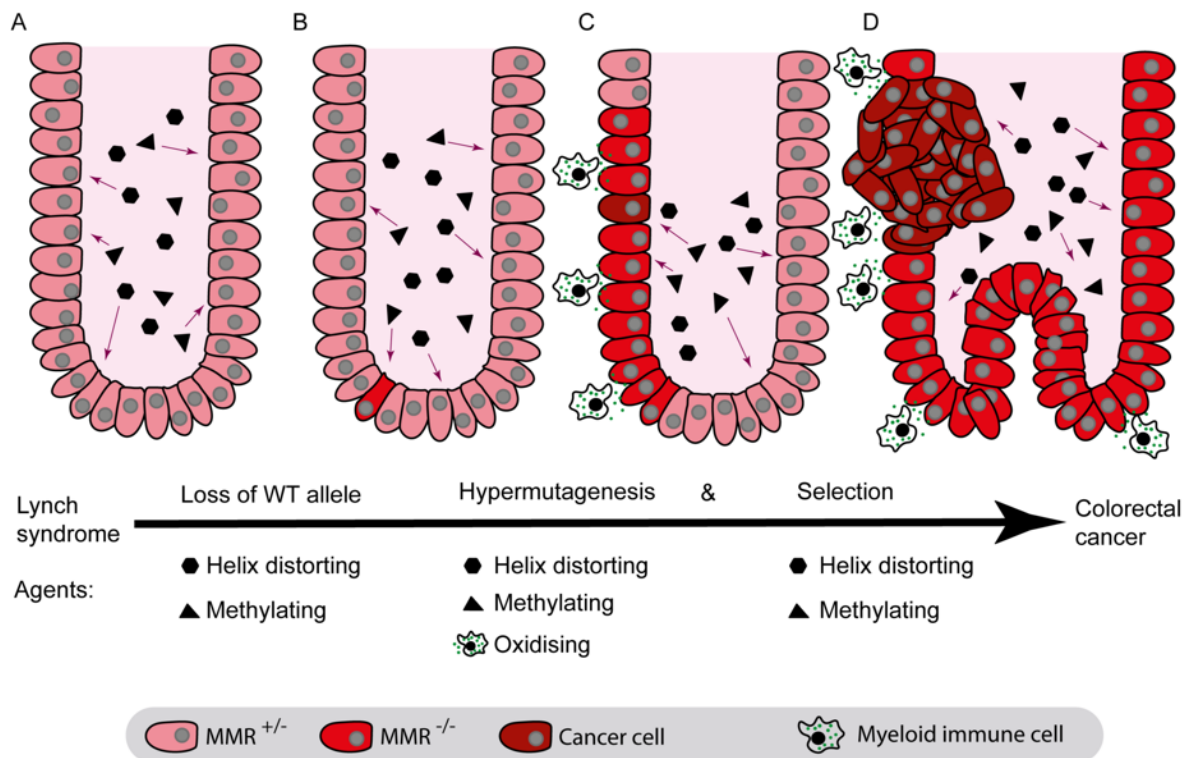 A B C D
Loss of WT allele Hypermutagenesis & Selection
Lynch
syndrome
Colorectal
cancer
Agents:
Helix distorting Helix distorting Helix distorting
Methylating Methylating Methylating
Oxidising
MMR +/- MMR -/- Cancer cell Myeloid immune cell